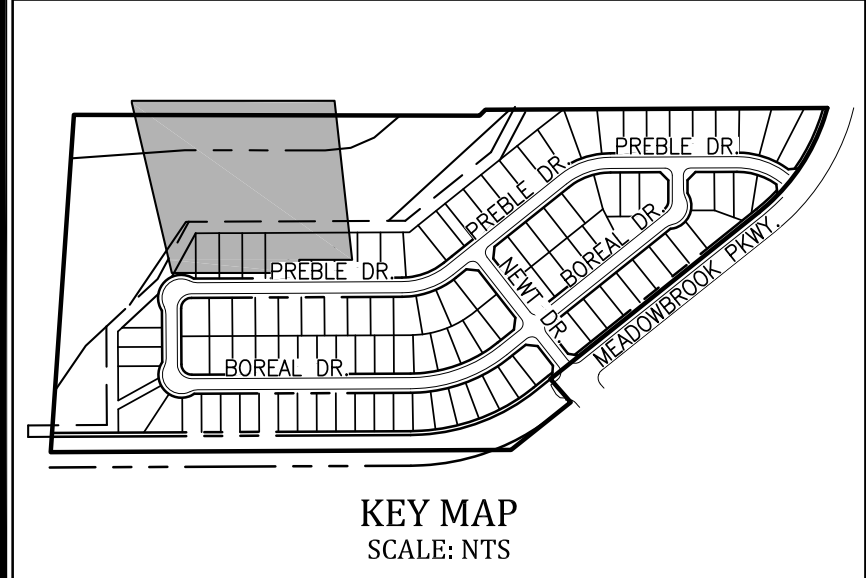 PREBLE DR.
PREBLE DR.
BOREAL DR.
PREBLE DR.
NEWT DR.
MEADOWBROOK PKWY.
BOREAL DR.
KEY MAP
SCALE: NTS